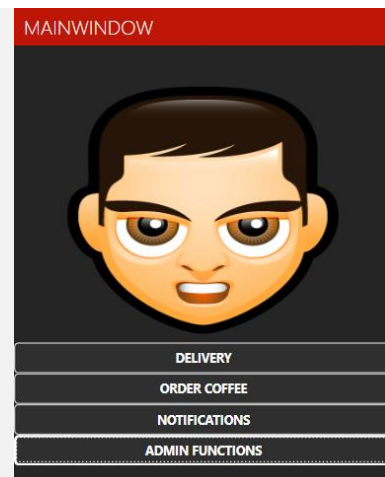 MAINWINDOW
DELIVERY
ORDER COFFEE
NOTIFICATIONS
ADMIN FUNCTIONS